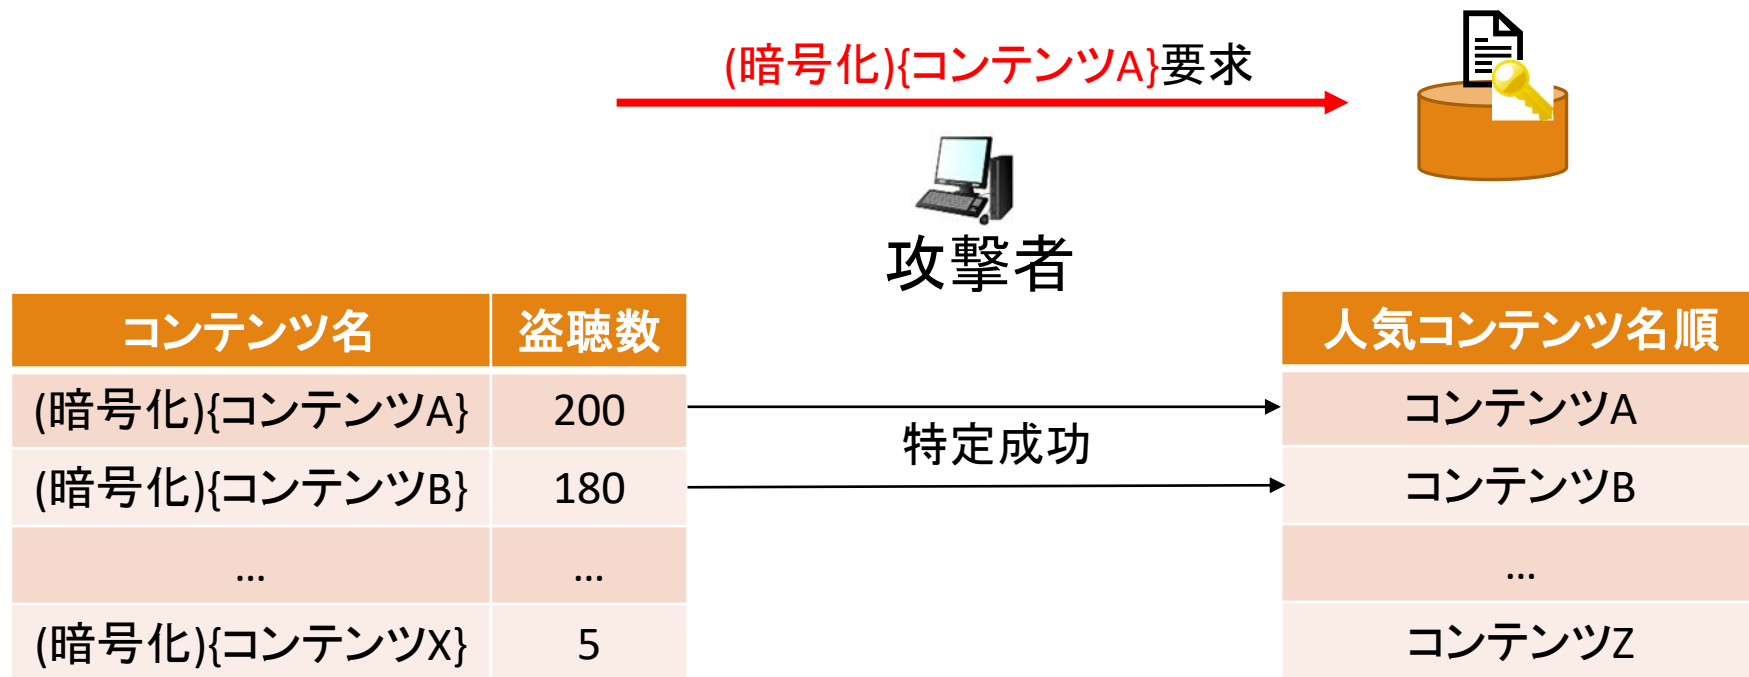 (暗号化){コンテンツA}要求
攻撃者
コンテンツ名 盗聴数
(暗号化){コンテンツA} 200
(暗号化){コンテンツB} 180
... ...
(暗号化){コンテンツX} 5
特定成功
人気コンテンツ名順
コンテンツA
コンテンツB
...
コンテンツZ